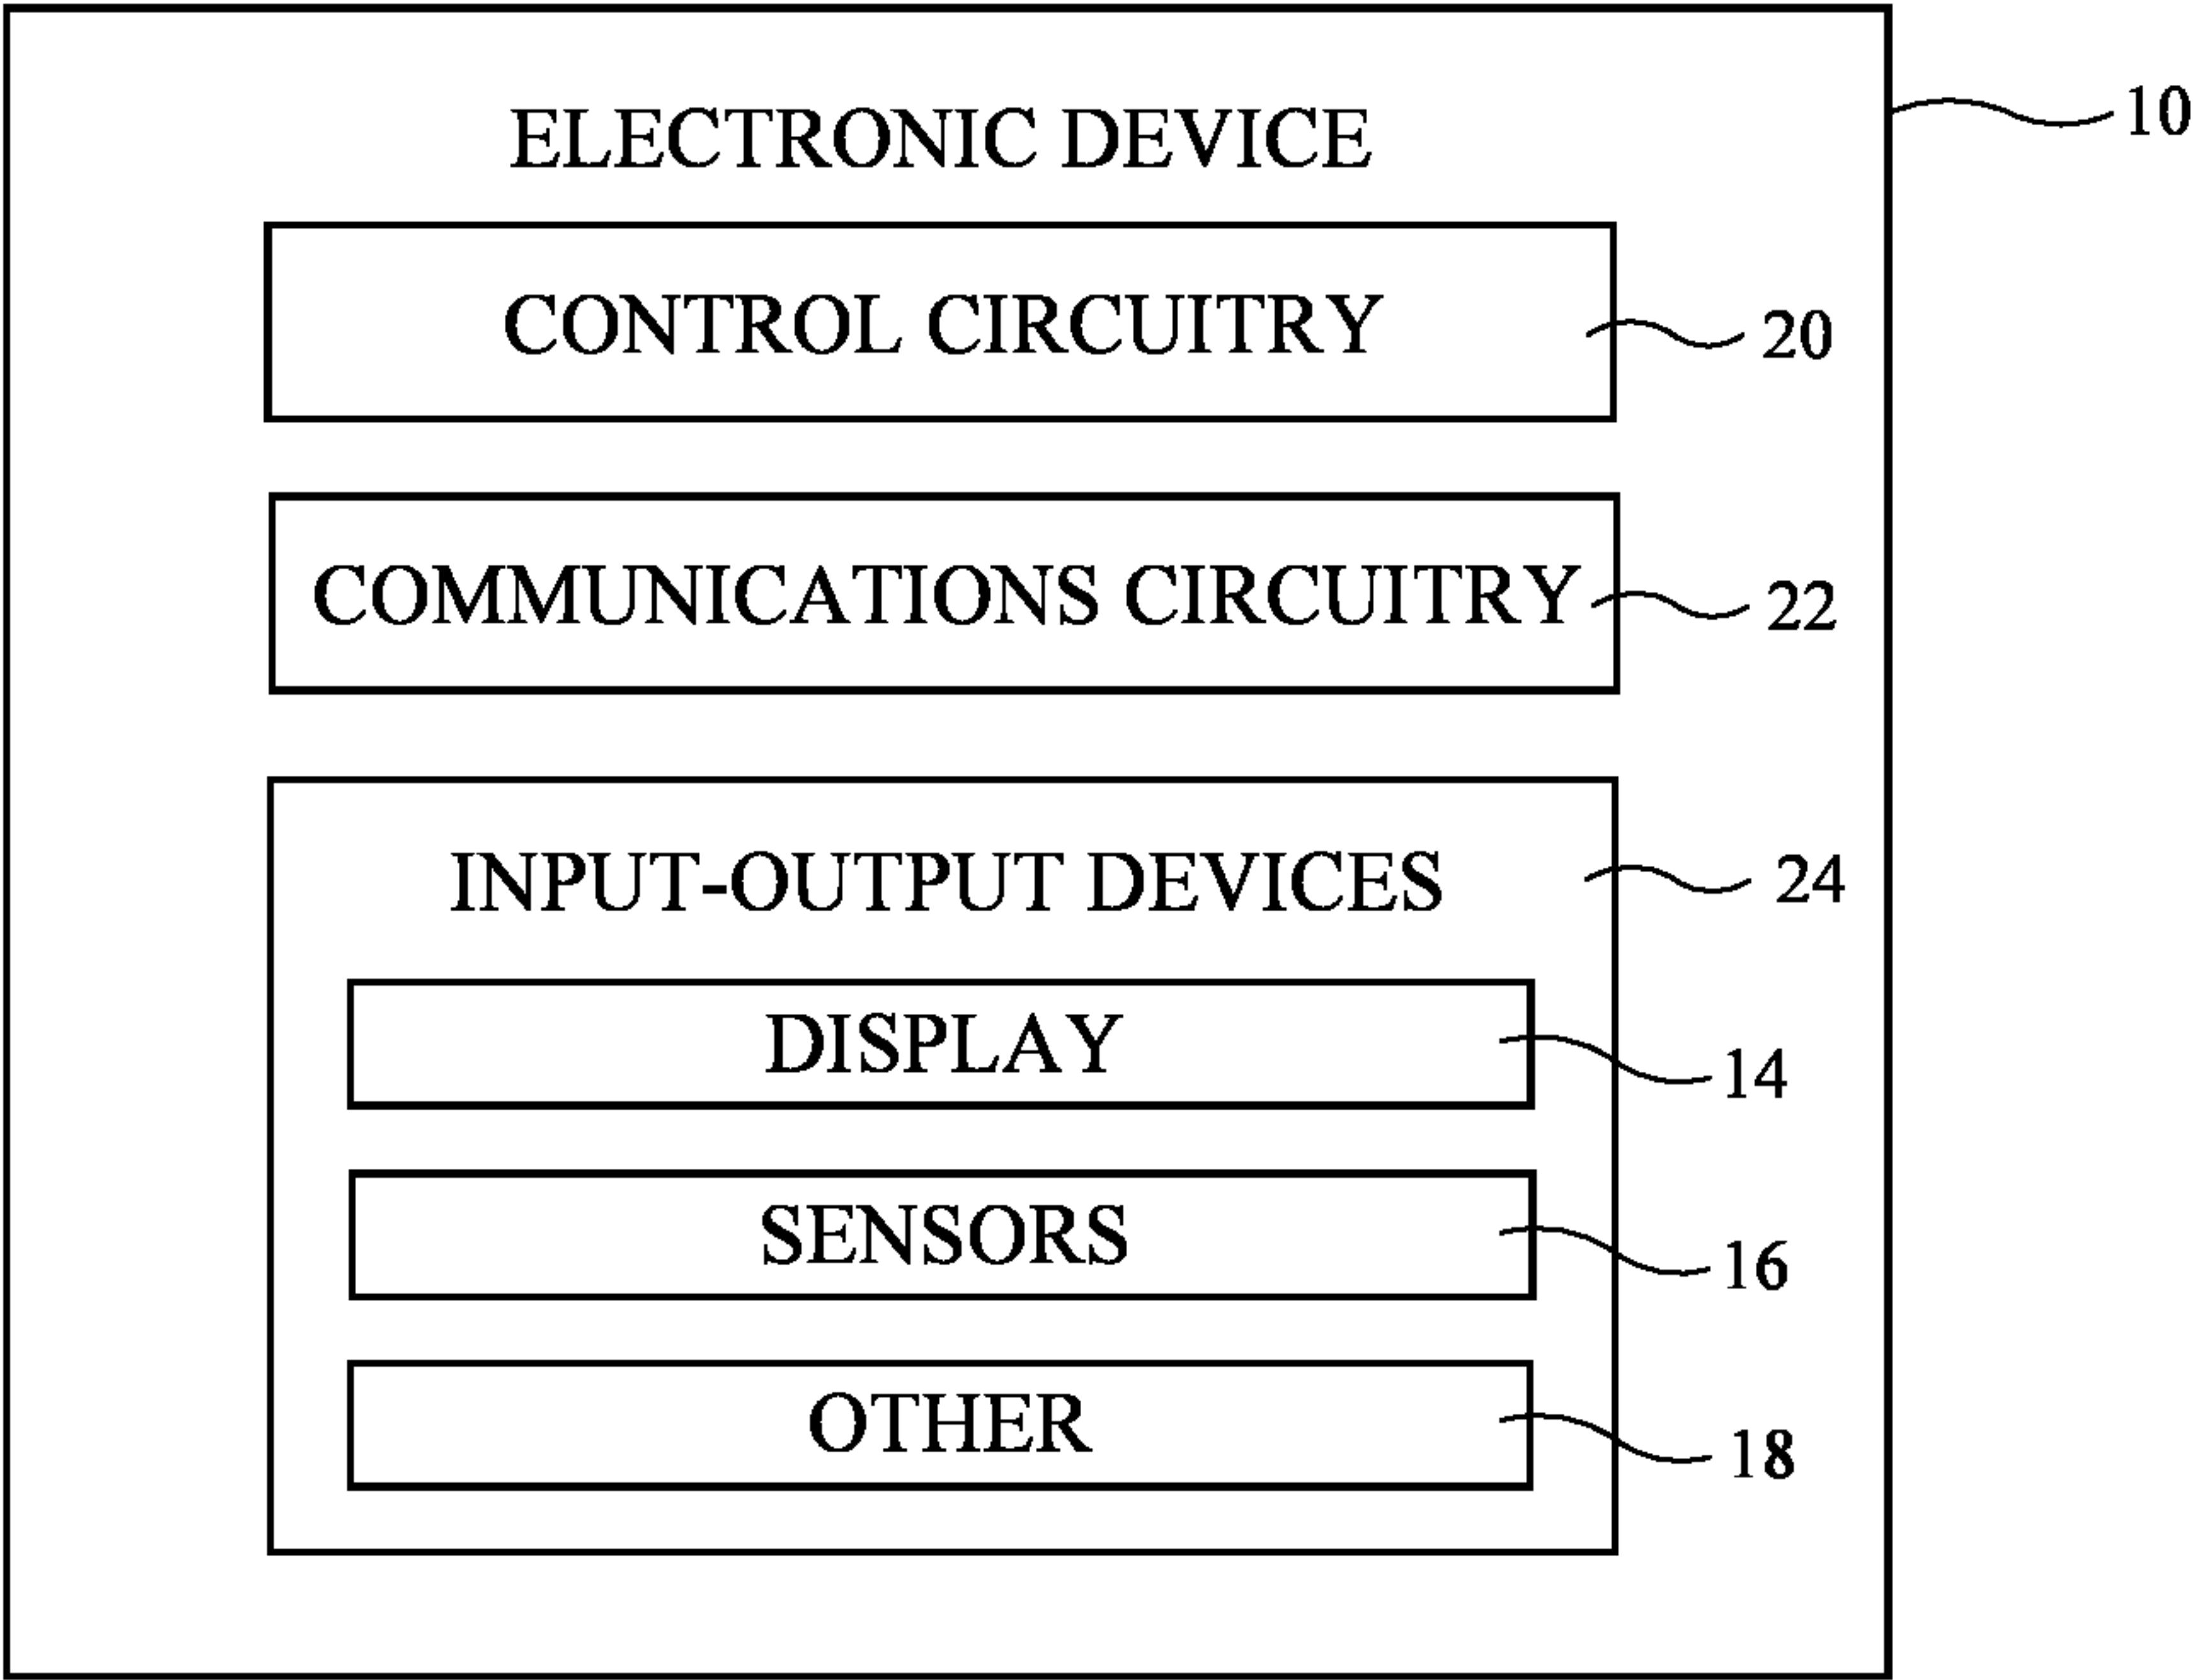 ELECTRONIC DEVICE
10
CONTROL CIRCUITRY
20
COMMUNICATIONS CIRCUITRY
22
INPUT-OUTPUT DEVICES
24
DISPLAY
14
SENSORS
16
OTHER
18